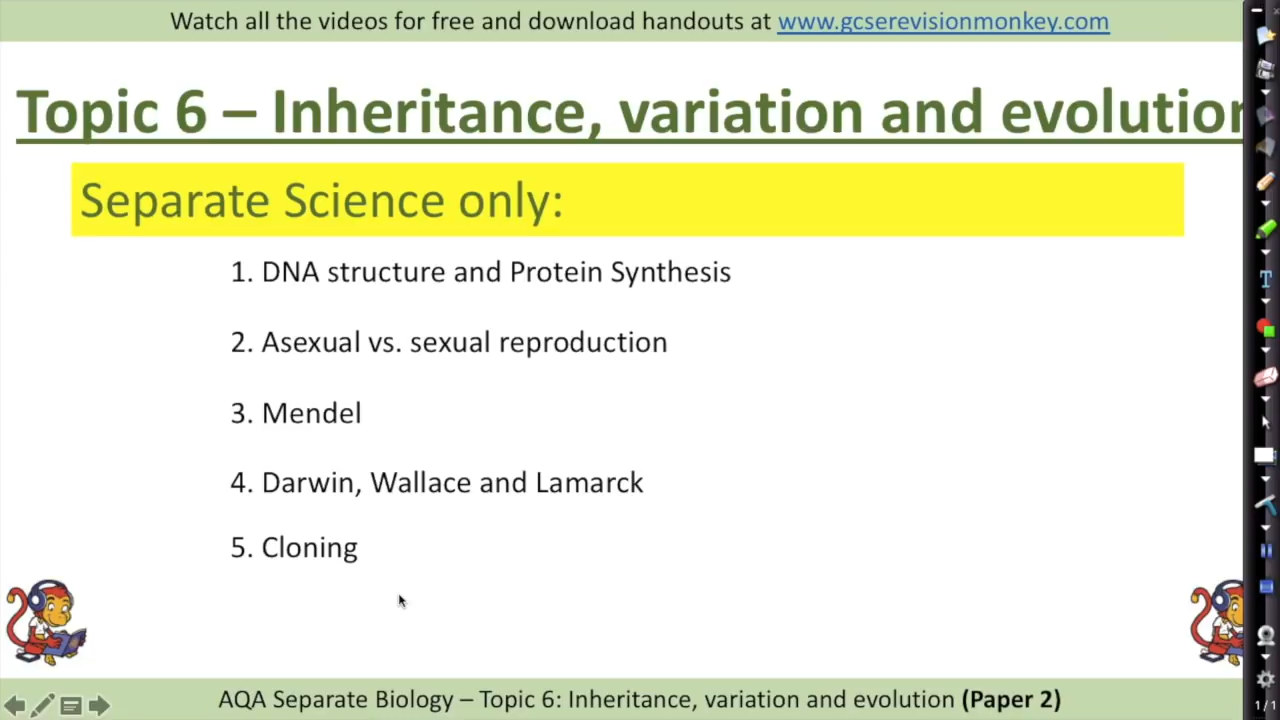 Watch all the videos for free and download handouts at www.gcserevisionmonkey.com
Topic 6 – Inheritance, variation and evolution
Separate Science only:
1. DNA structure and Protein Synthesis
2. Asexual vs. sexual reproduction
3. Mendel
4. Darwin, Wallace and Lamarck
5. Cloning
AQA Separate Biology – Topic 6: Inheritance, variation and evolution (Paper 2)
T
1 / 1